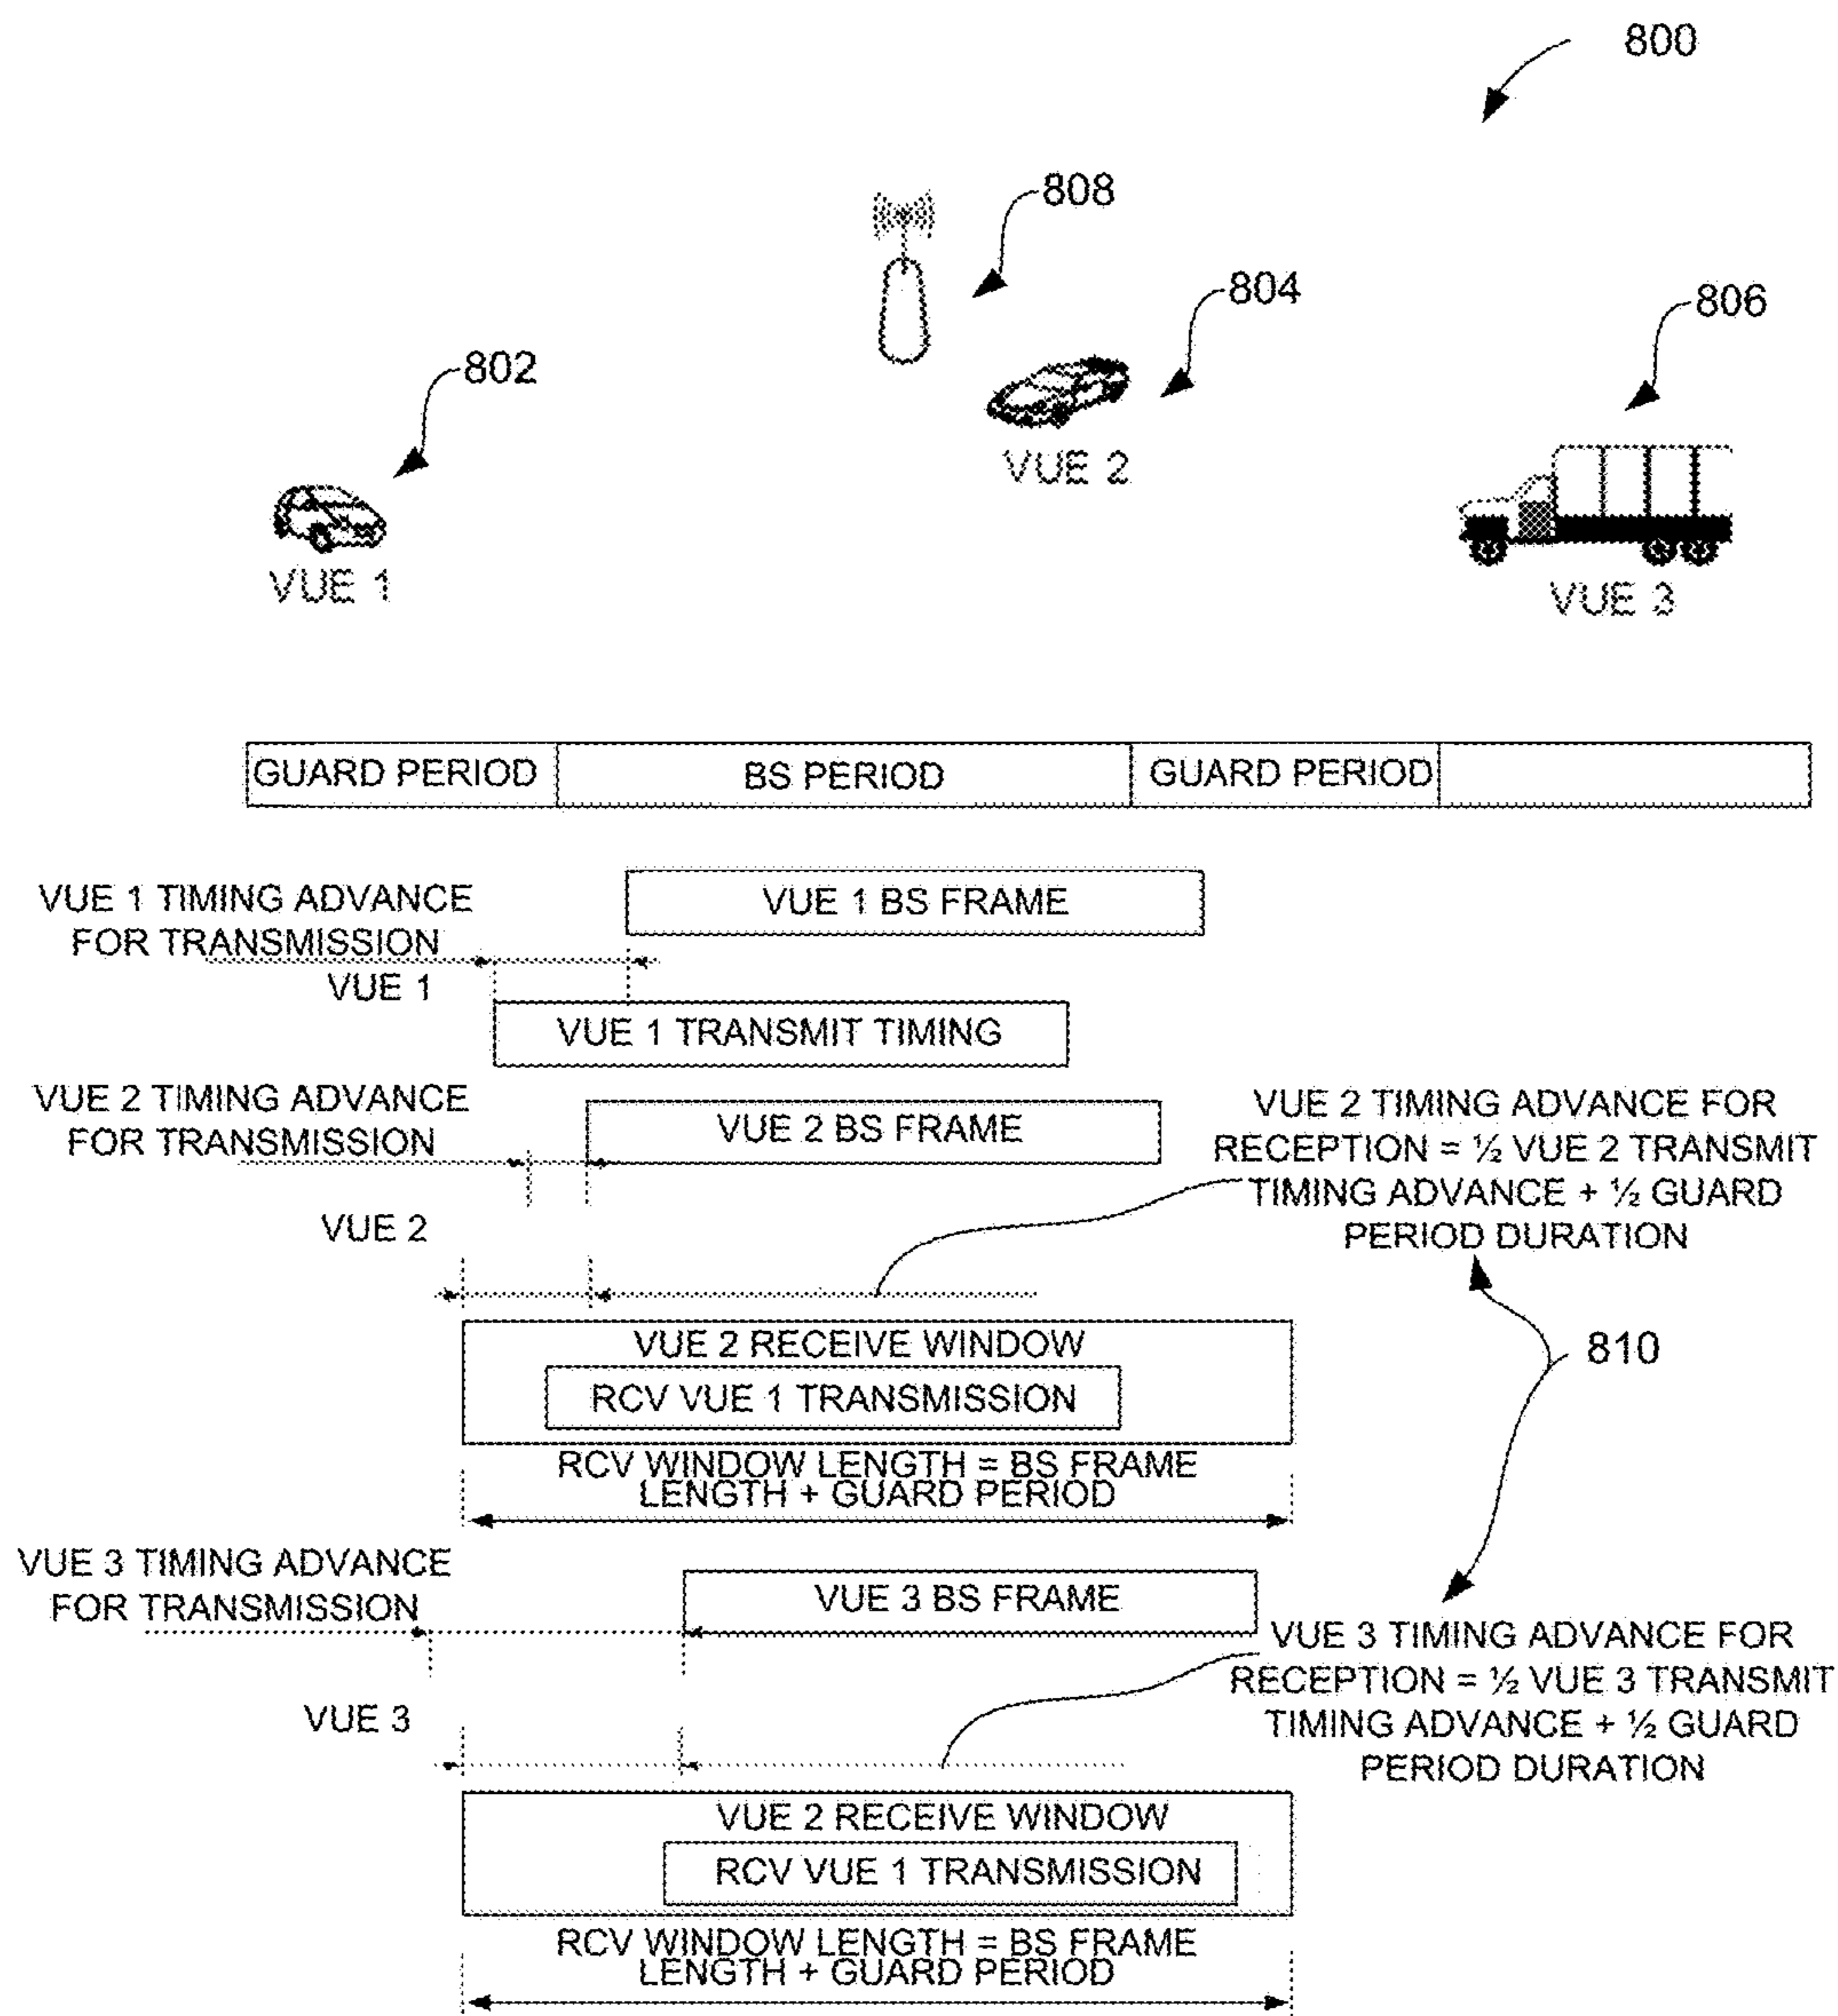 800
808
804
806
802
VUE 2
VUE 1
VUE 3
GUARD PERIOD
BS PERIOD
GUARD PERIOD
VUE 1 TIMING ADVANCE
FOR TRANSMISSION
VUE 1 BS FRAME
VUE 1
VUE 1 TRANSMIT TIMING
VUE 2 TIMING ADVANCE
FOR TRANSMISSION
VUE 2 BS FRAME
VUE 2 TIMING ADVANCE FOR
RECEPTION = ½ VUE 2 TRANSMIT
TIMING ADVANCE + ½ GUARD
PERIOD DURATION
VUE 2
810
VUE 2 RECEIVE WINDOW
RCV VUE 1 TRANSMISSION
RCV WINDOW LENGTH = BS FRAME
LENGTH + GUARD PERIOD
VUE 3 TIMING ADVANCE
FOR TRANSMISSION
VUE 3 BS FRAME
VUE 3 TIMING ADVANCE FOR
RECEPTION = ½ VUE 3 TRANSMIT
TIMING ADVANCE + ½ GUARD
PERIOD DURATION
VUE 3
VUE 2 RECEIVE WINDOW
RCV VUE 1 TRANSMISSION
RCV WINDOW LENGTH = BS FRAME
LENGTH + GUARD PERIOD